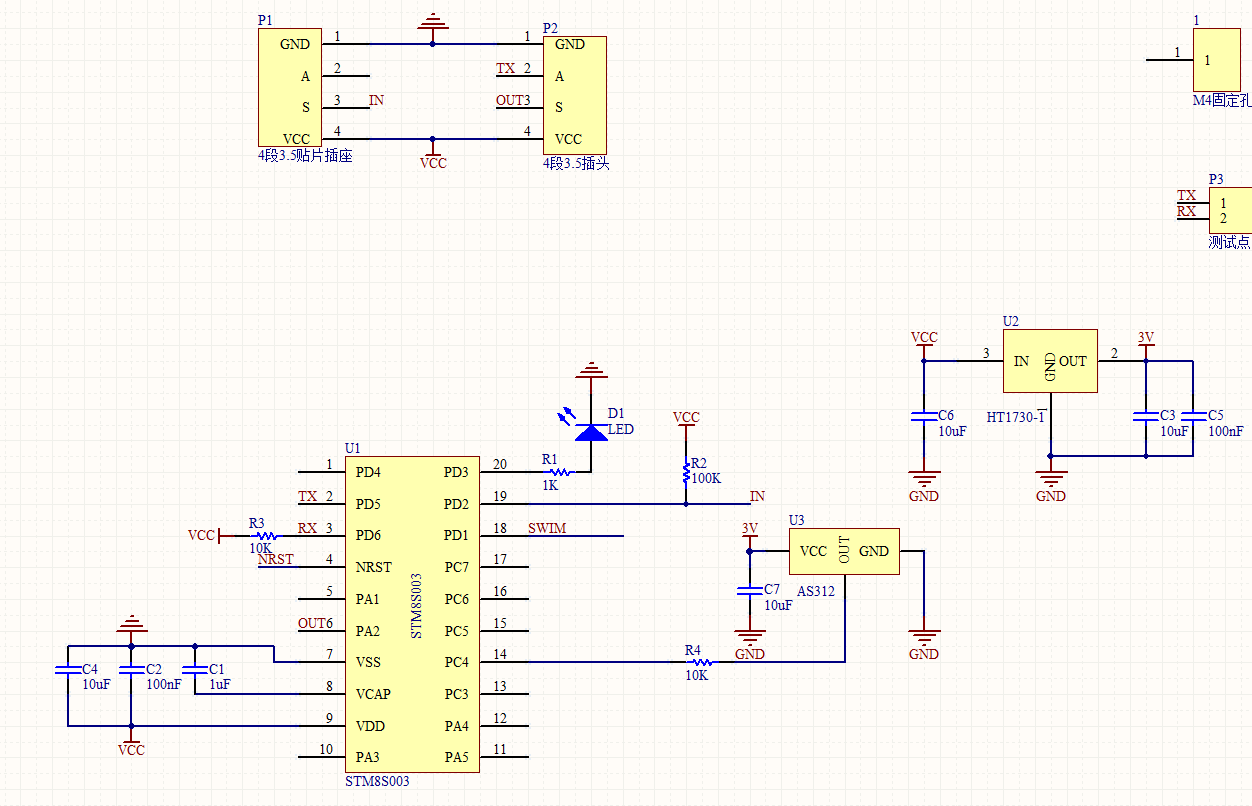 P1
GND 1
A 2
S 3 IN
VCC 4
4段3.5贴片插座
VCC
P2
1 GND
TX 2 A
OUT3 S
4 VCC
4段3.5插头
1
1 1
M4固定孔
P3
TX 1
RX 2
测试点
U2
VCC
3 IN GND OUT 2
3V
HT1730-1
1
C6
10uF
C3
10uF
C5
100nF
GND
GND
D1
LED
R1
1K
VCC
R2
100K
IN
U1
1 PD4 PD3 20
TX 2 PD5 PD2 19
VCC R3 10K RX 3 PD6 PD1 18 SWIM
NRST 4 NRST PC7 17
5 PA1 PC6 16
OUT6 PA2 PC5 15
7 VSS PC4 14
8 VCAP PC3 13
9 VDD PA4 12
10 PA3 PA5 11
STM8S003
STM8S003
C4
10uF
C2
100nF
C1
1uF
VCC
3V
U3
VCC OUT GND
AS312
C7
10uF
GND
GND
R4
10K